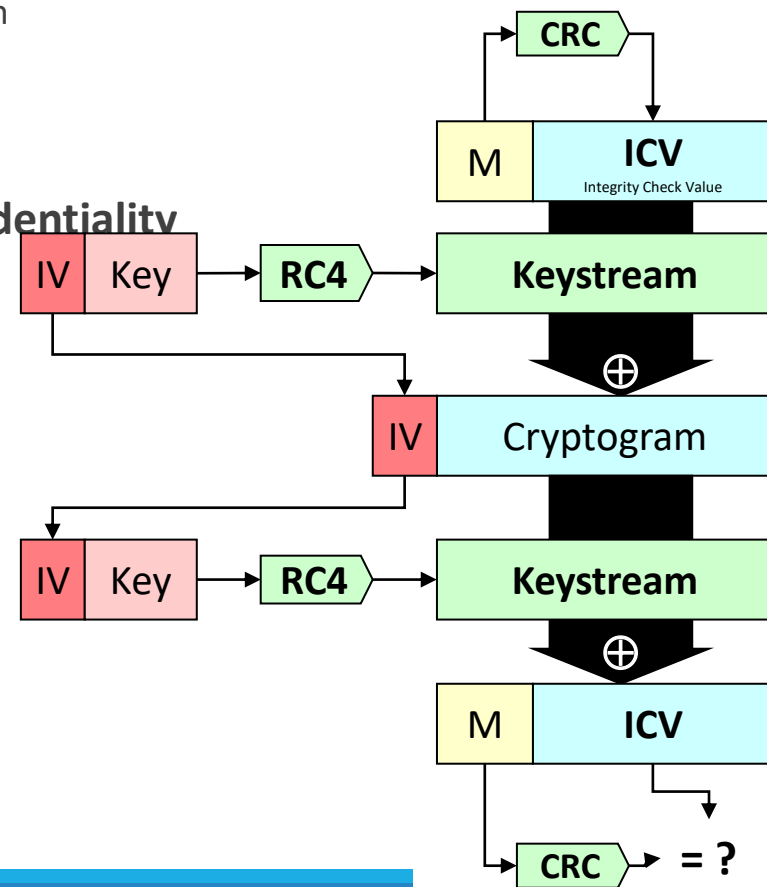 n
CRC
M ICV
Integrity Check Value
dentiality
IV Key RC4 Keystream
⊕
IV Cryptogram
IV Key RC4 Keystream
⊕
M ICV
CRC = ?